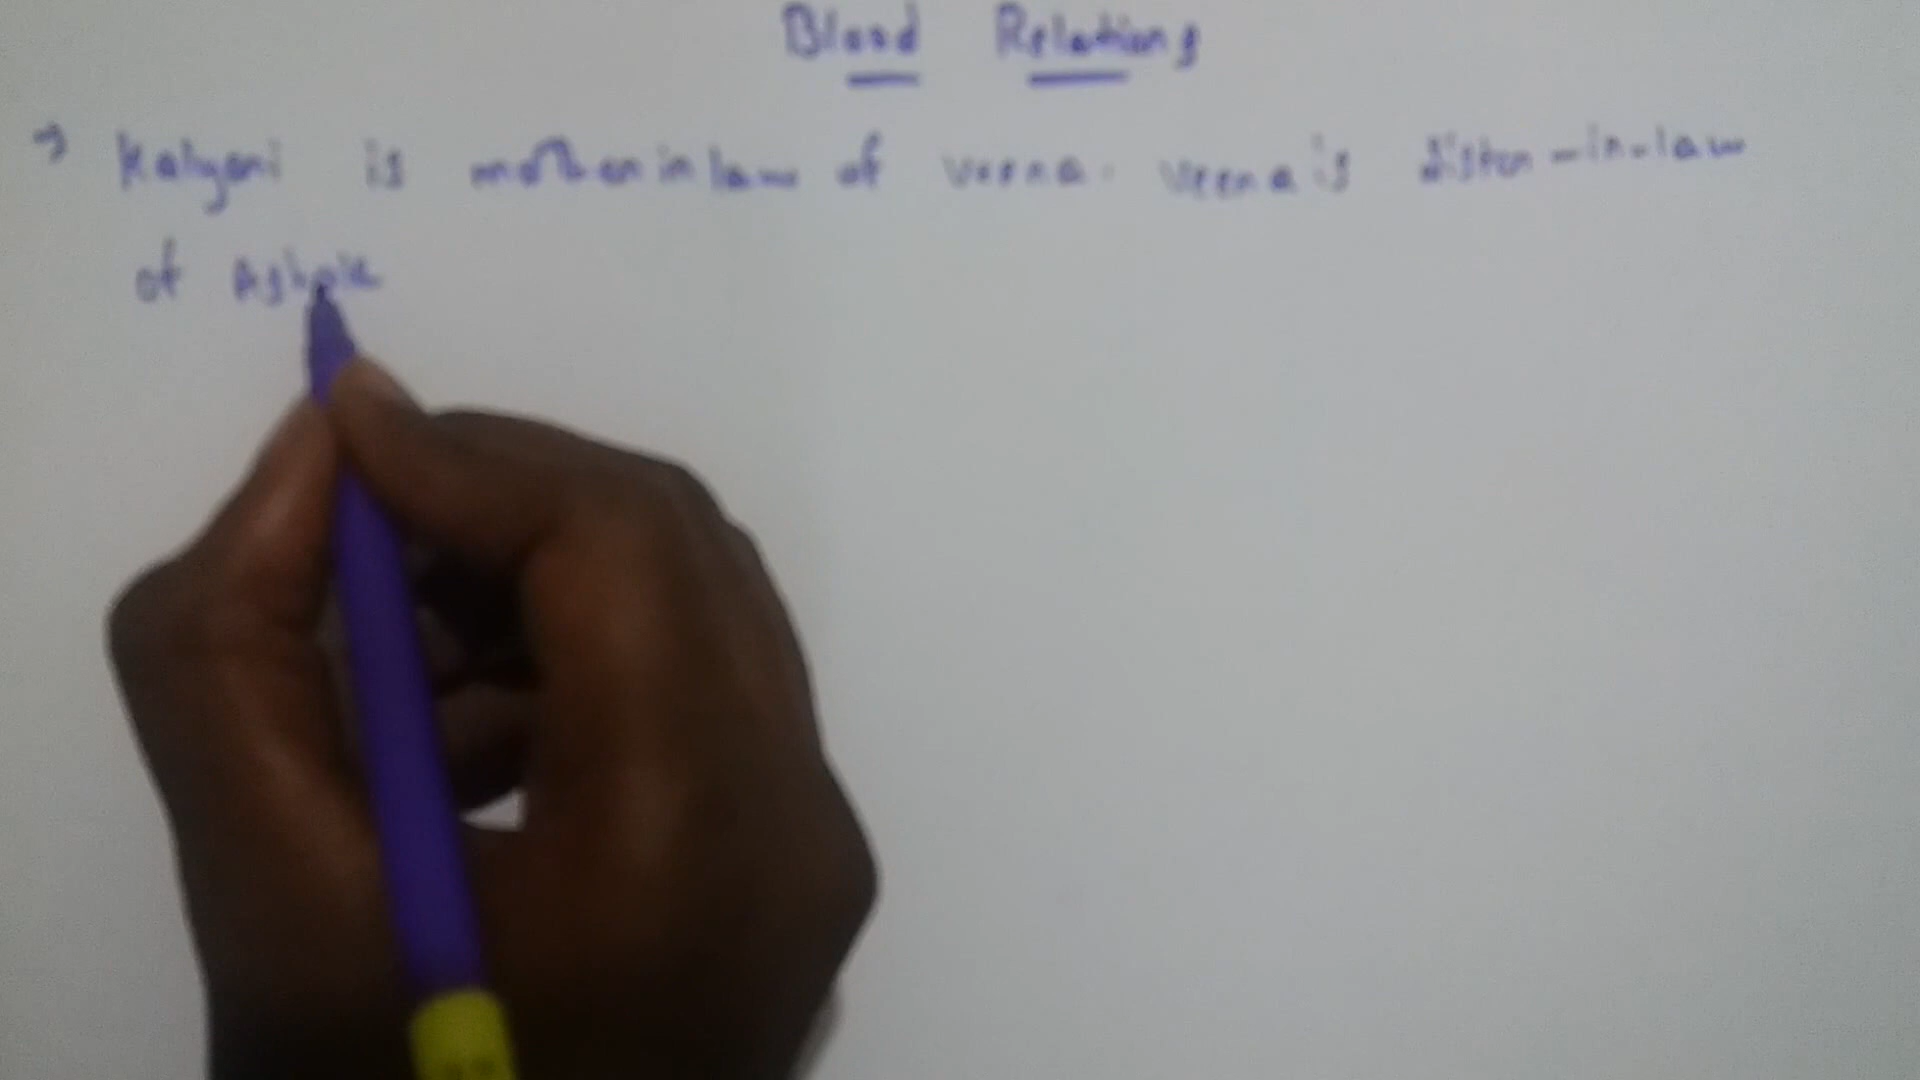 Blood Relations
→ Kalyani is mother in law of veena. veena is sister-in-law
of Ashok